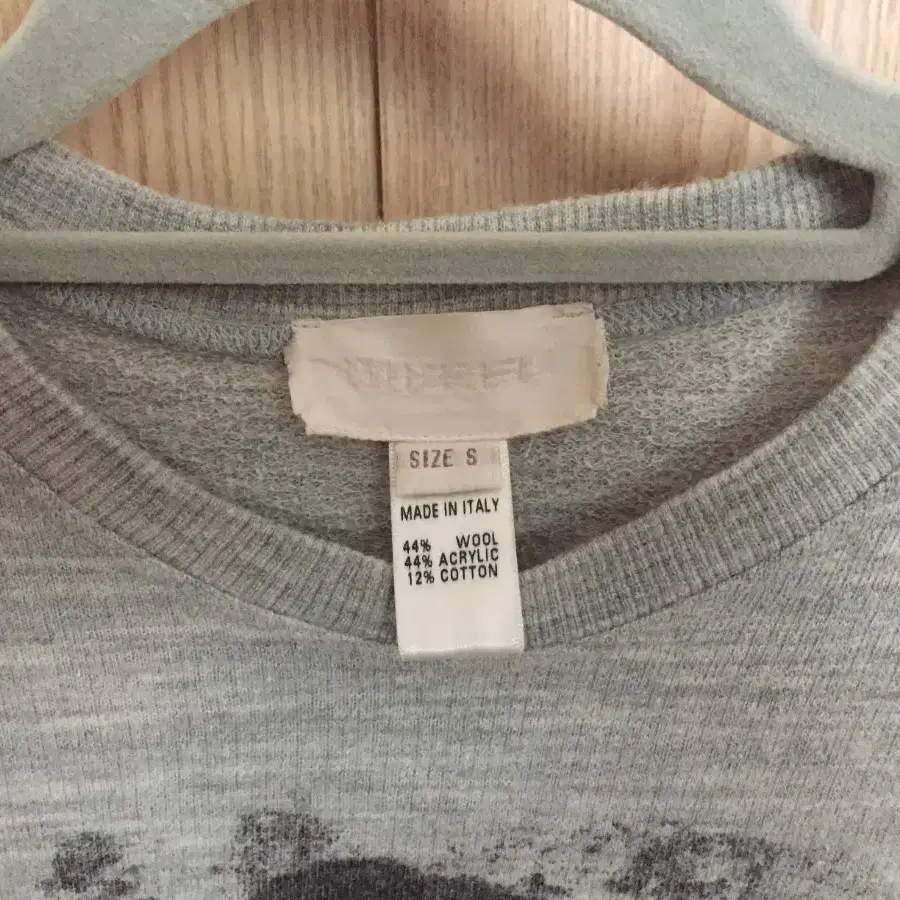 SIZE S
MADE IN ITALY
44% WOOL
44% ACRYLIC
12% COTTON